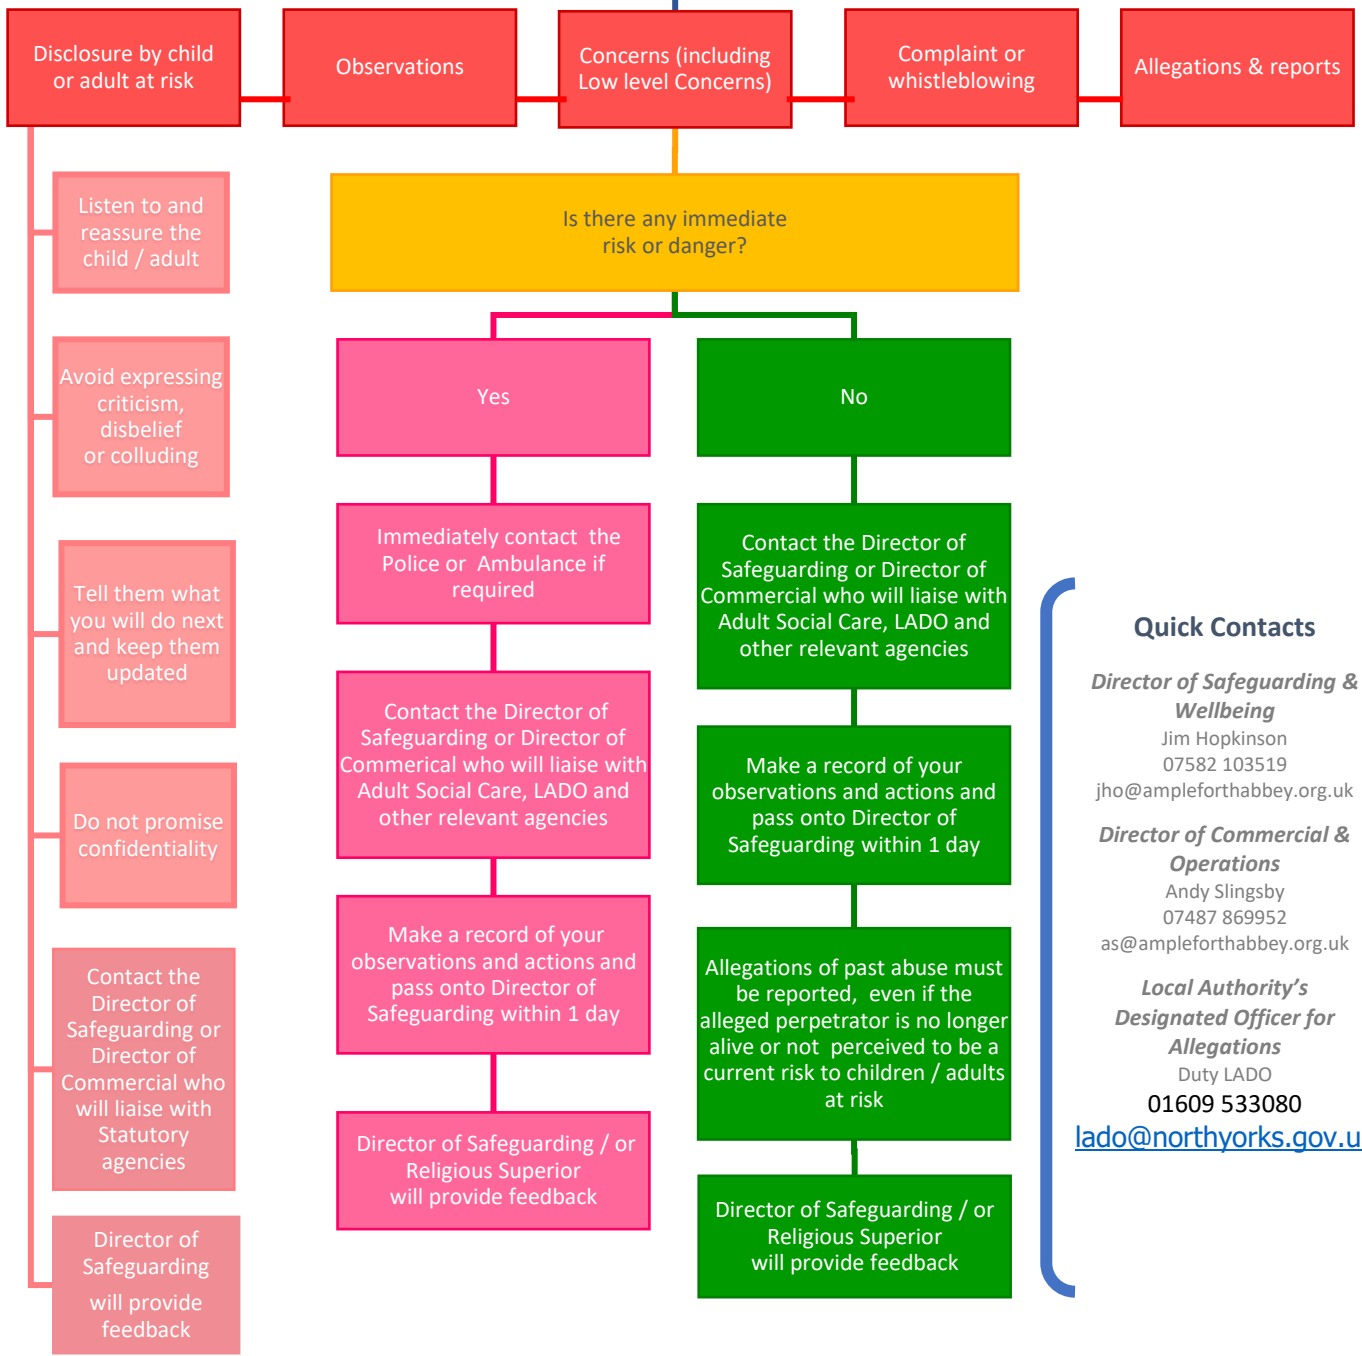 Disclosure by child
or adult at risk
Observations
Concerns (including
Low level Concerns)
Complaint or
whistleblowing
Allegations & reports
Listen to and
reassure the
child / adult
Avoid expressing
criticism,
disbelief
or colluding
Tell them what
you will do next
and keep them
updated
Do not promise
confidentiality
Contact the
Director of
Safeguarding or
Director of
Commercial who
will liaise with
Statutory
agencies
Director of
Safeguarding
will provide
feedback
Is there any immediate
risk or danger?
Yes
Immediately contact the
Police or Ambulance if
required
Contact the Director of
Safeguarding or Director of
Commerical who will liaise with
Adult Social Care, LADO and
other relevant agencies
Make a record of your
observations and actions and
pass onto Director of
Safeguarding within 1 day
Director of Safeguarding / or
Religious Superior
will provide feedback
No
Contact the Director of
Safeguarding or Director of
Commercial who will liaise with
Adult Social Care, LADO and
other relevant agencies
Make a record of your
observations and actions and
pass onto Director of
Safeguarding within 1 day
Allegations of past abuse must
be reported, even if the
alleged perpetrator is no longer
alive or not perceived to be a
current risk to children / adults
at risk
Director of Safeguarding / or
Religious Superior
will provide feedback
Quick Contacts
Director of Safeguarding &
Wellbeing
Jim Hopkinson
07582 103519
jho@ampleforthabbey.org.uk
Director of Commercial &
Operations
Andy Slingsby
07487 869952
as@ampleforthabbey.org.uk
Local Authority's
Designated Officer for
Allegations
Duty LADO
01609 533080
lado@northyorks.gov.u